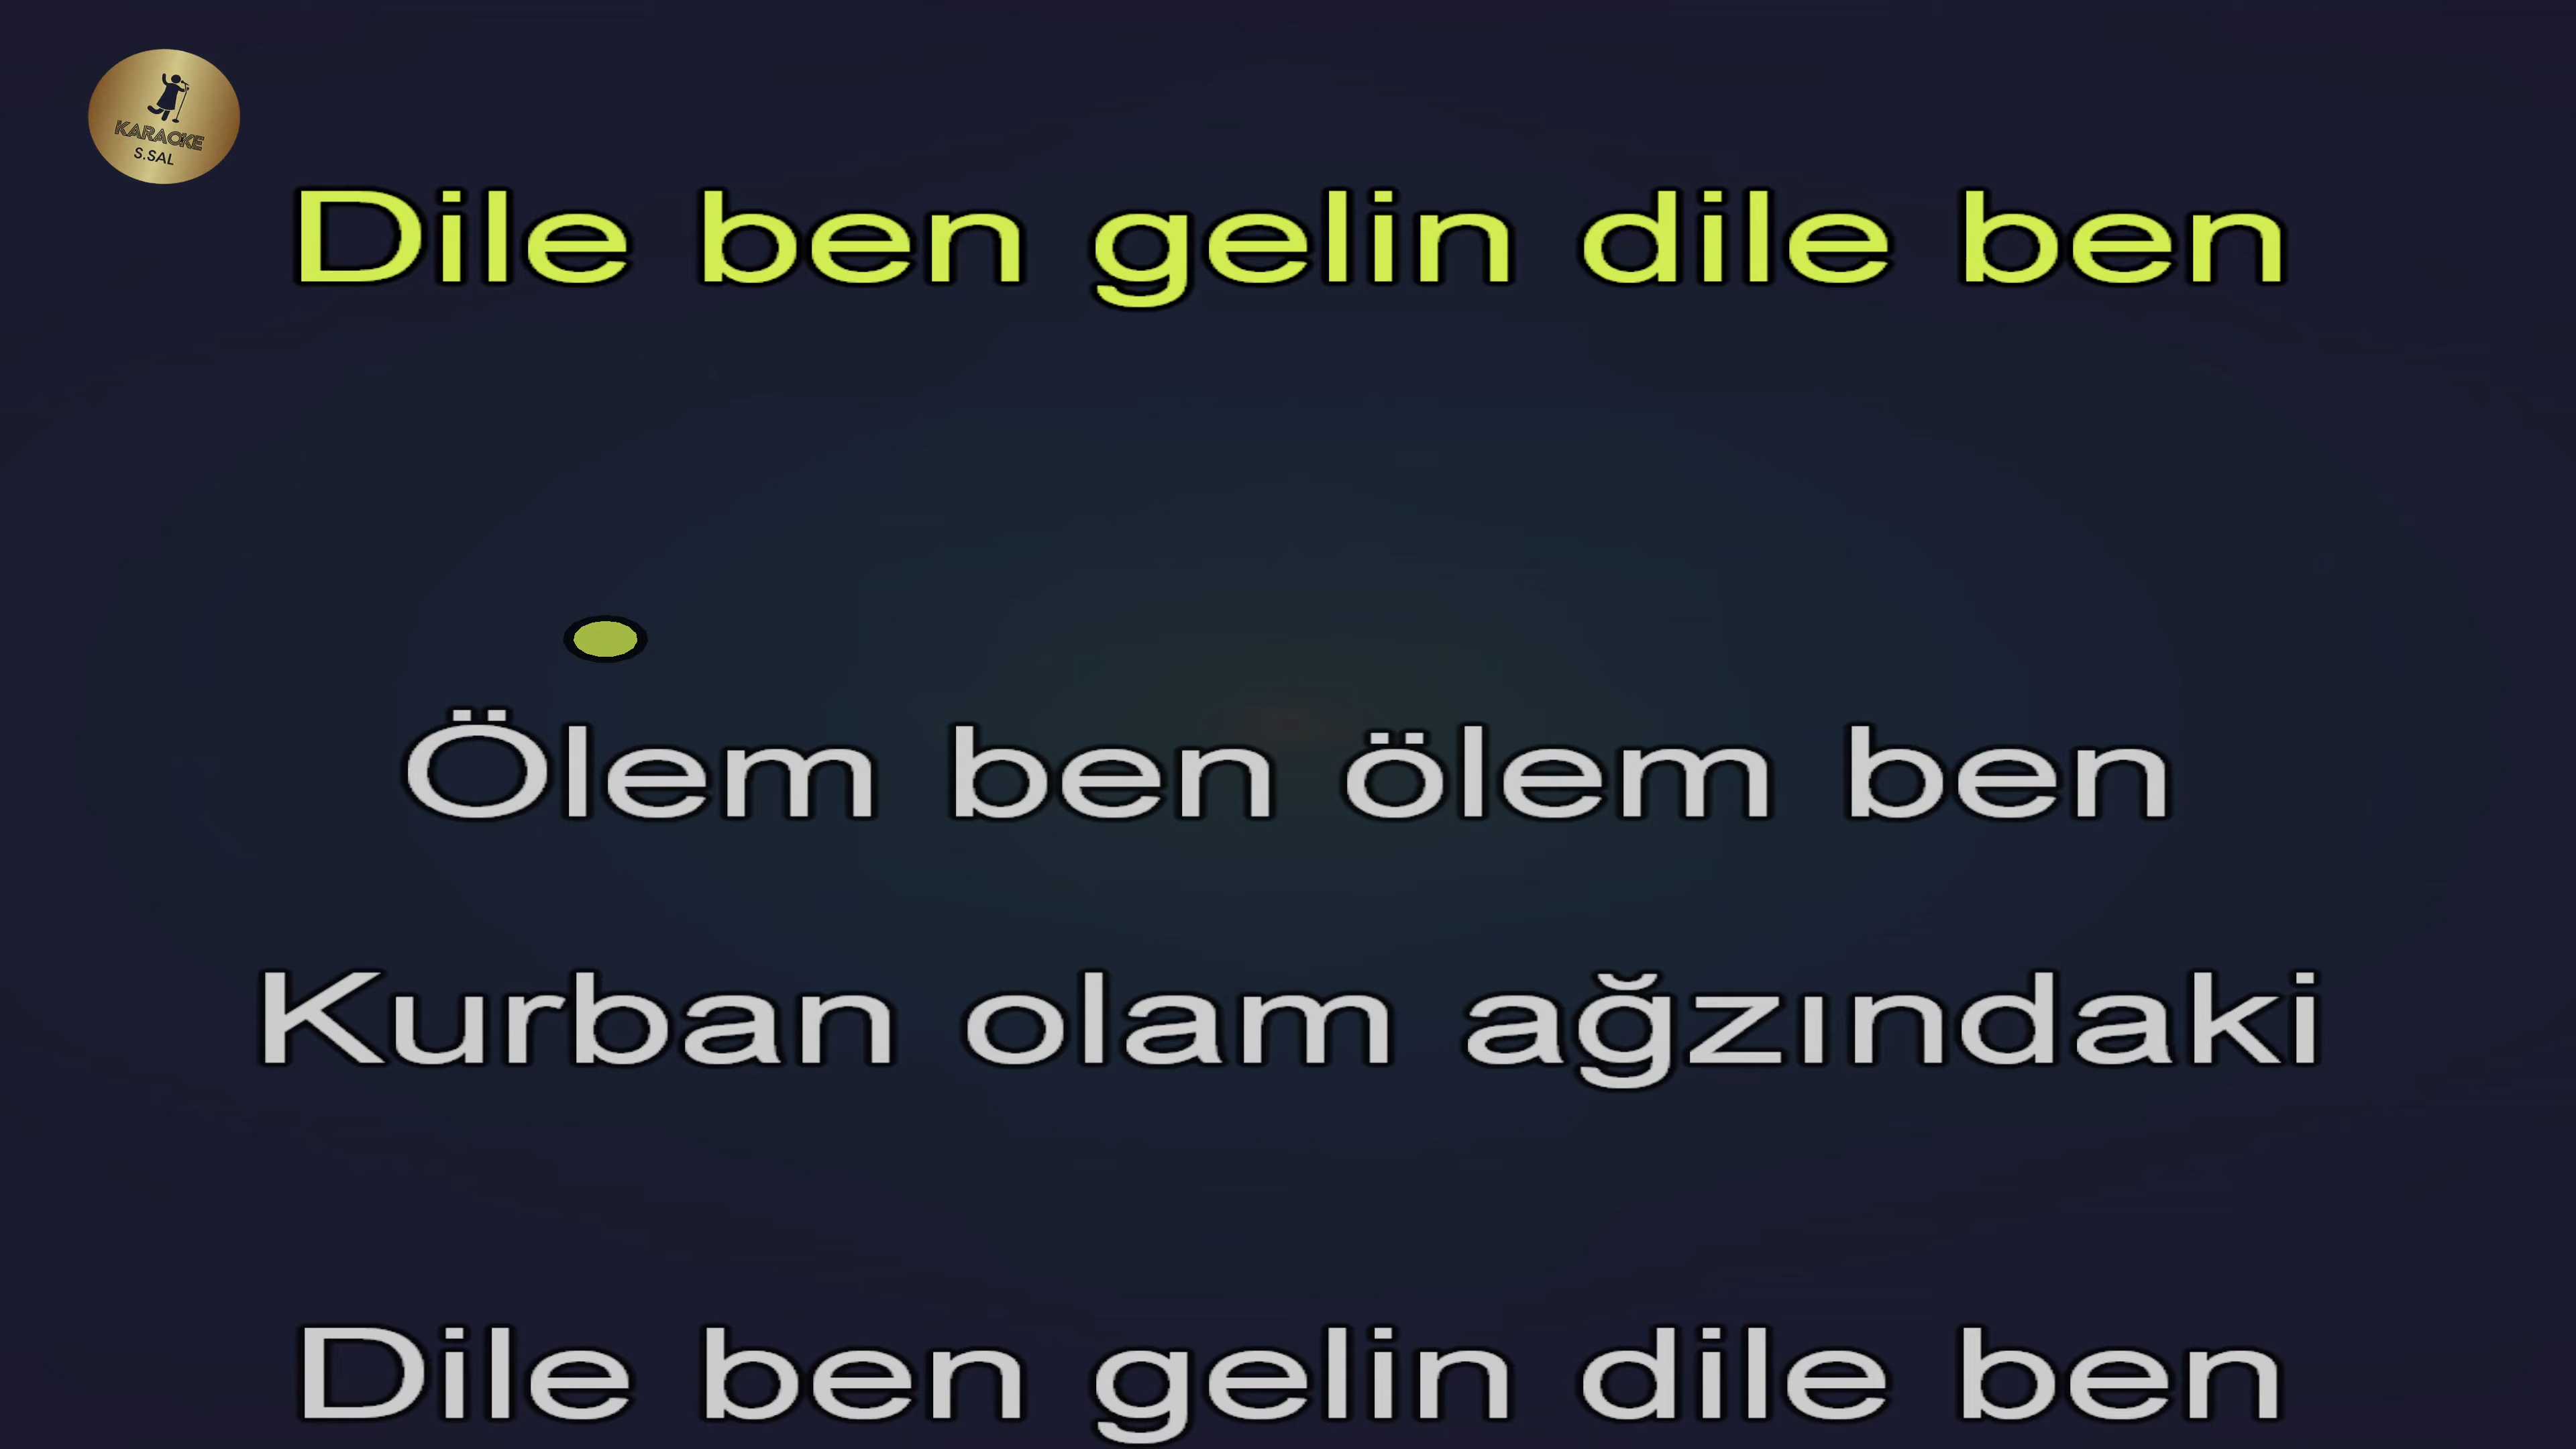 KARAOKE
S.SAL
Dile ben gelin dile ben
Ölem ben ölem ben
Kurban olam ağzındaki
Dile ben gelin dile ben